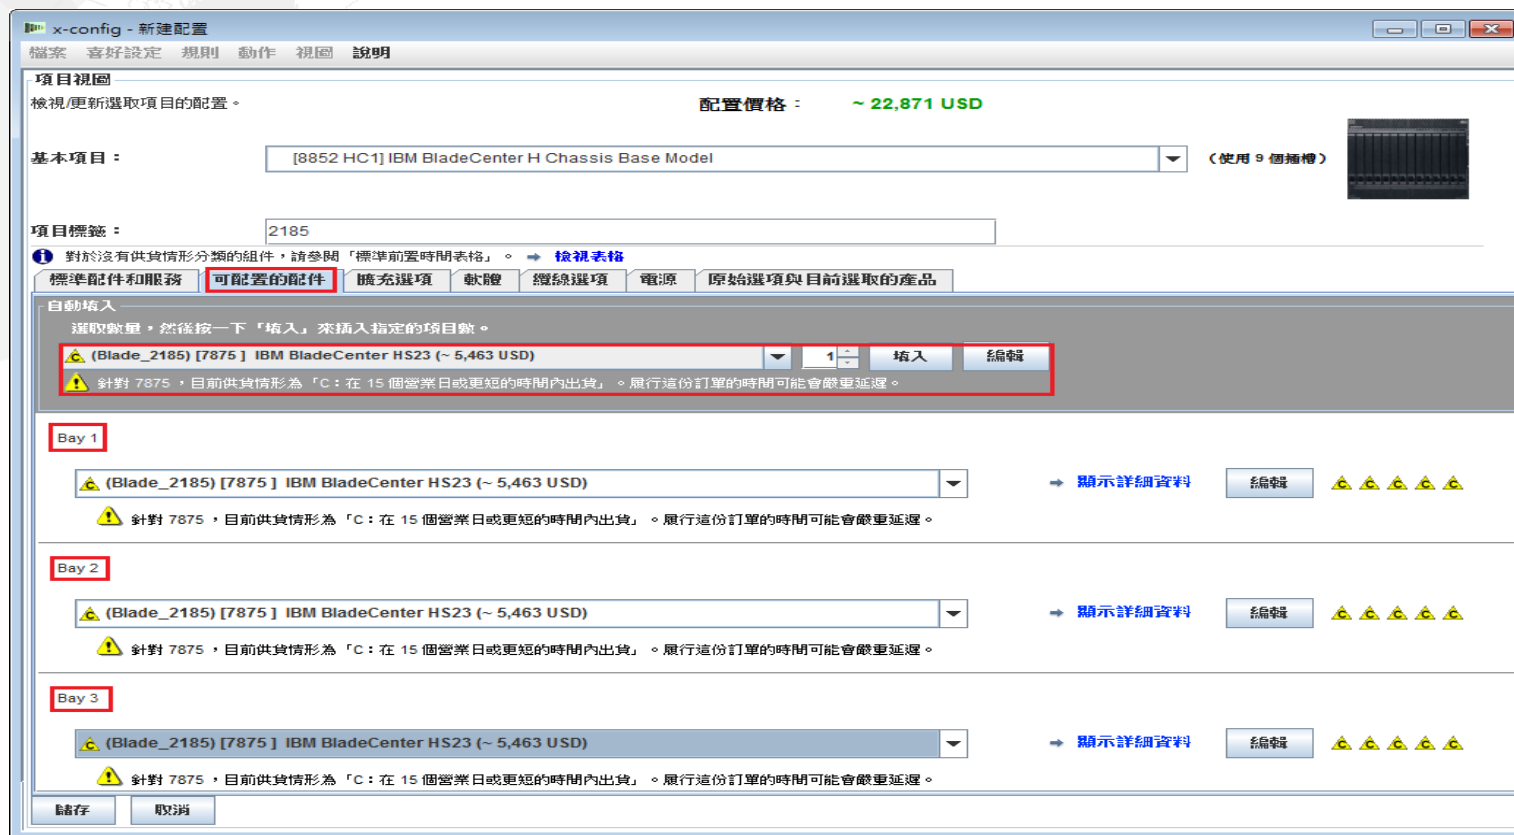 x-config - 新建配置
檔案 喜好設定 規則 動作 視圖 說明
項目視圖
檢視/更新選取項目的配置。
配置價格： ~ 22,871 USD
基本項目： [8852 HC1] IBM BladeCenter H Chassis Base Model （使用 9 個插槽）
項目標籤： 2185
對於沒有供貨情形分類的組件，請參閱「標準前置時間表格」。 檢視表格
標準配件和服務 可配置的配件 擴充選項 軟體 纜線選項 電源 原始選項與目前選取的產品
自動填入
選取數量，然後按一下「填入」來插入指定的項目數。
C (Blade_2185) [7875 ] IBM BladeCenter HS23 (~ 5,463 USD) 1 填入 編輯
針對 7875 ，目前供貨情形為「C：在 15 個營業日或更短的時間內出貨」。履行這份訂單的時間可能會嚴重延遲。
Bay 1
C (Blade_2185) [7875 ] IBM BladeCenter HS23 (~ 5,463 USD) 顯示詳細資料 編輯 C C C C C
針對 7875 ，目前供貨情形為「C：在 15 個營業日或更短的時間內出貨」。履行這份訂單的時間可能會嚴重延遲。
Bay 2
C (Blade_2185) [7875 ] IBM BladeCenter HS23 (~ 5,463 USD) 顯示詳細資料 編輯 C C C C C
針對 7875 ，目前供貨情形為「C：在 15 個營業日或更短的時間內出貨」。履行這份訂單的時間可能會嚴重延遲。
Bay 3
C (Blade_2185) [7875 ] IBM BladeCenter HS23 (~ 5,463 USD) 顯示詳細資料 編輯 C C C C C
針對 7875 ，目前供貨情形為「C：在 15 個營業日或更短的時間內出貨」。履行這份訂單的時間可能會嚴重延遲。
儲存 取消